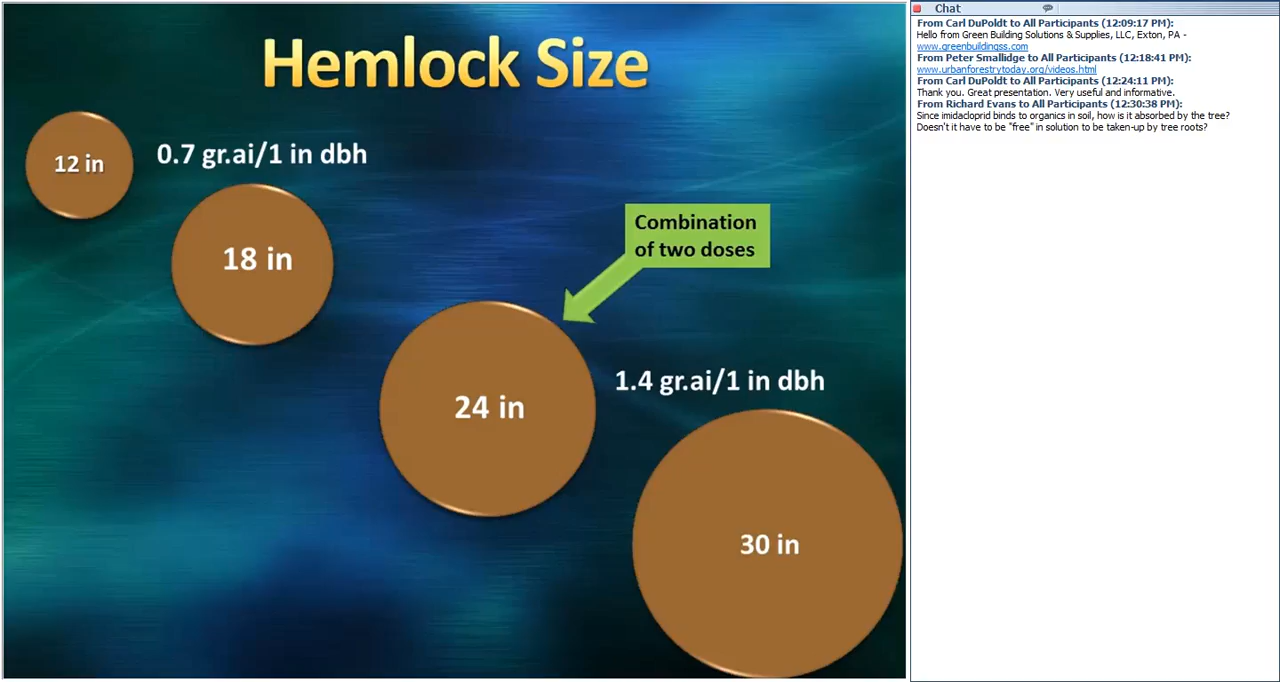 Hemlock Size
12 in
0.7 gr.ai/1 in dbh
18 in
Combination
of two doses
24 in
1.4 gr.ai/1 in dbh
30 in
Chat
From Carl DuPoldt to All Participants (12:09:17 PM):
Hello from Green Building Solutions & Supplies, LLC, Exton, PA -
www.greenbuildingss.com
From Peter Smallidge to All Participants (12:18:41 PM):
www.urbanforestrytoday.org/videos.html
From Carl DuPoldt to All Participants (12:24:11 PM):
Thank you. Great presentation. Very useful and informative.
From Richard Evans to All Participants (12:30:38 PM):
Since imidacloprid binds to organics in soil, how is it absorbed by the tree?
Doesn't it have to be "free" in solution to be taken-up by tree roots?